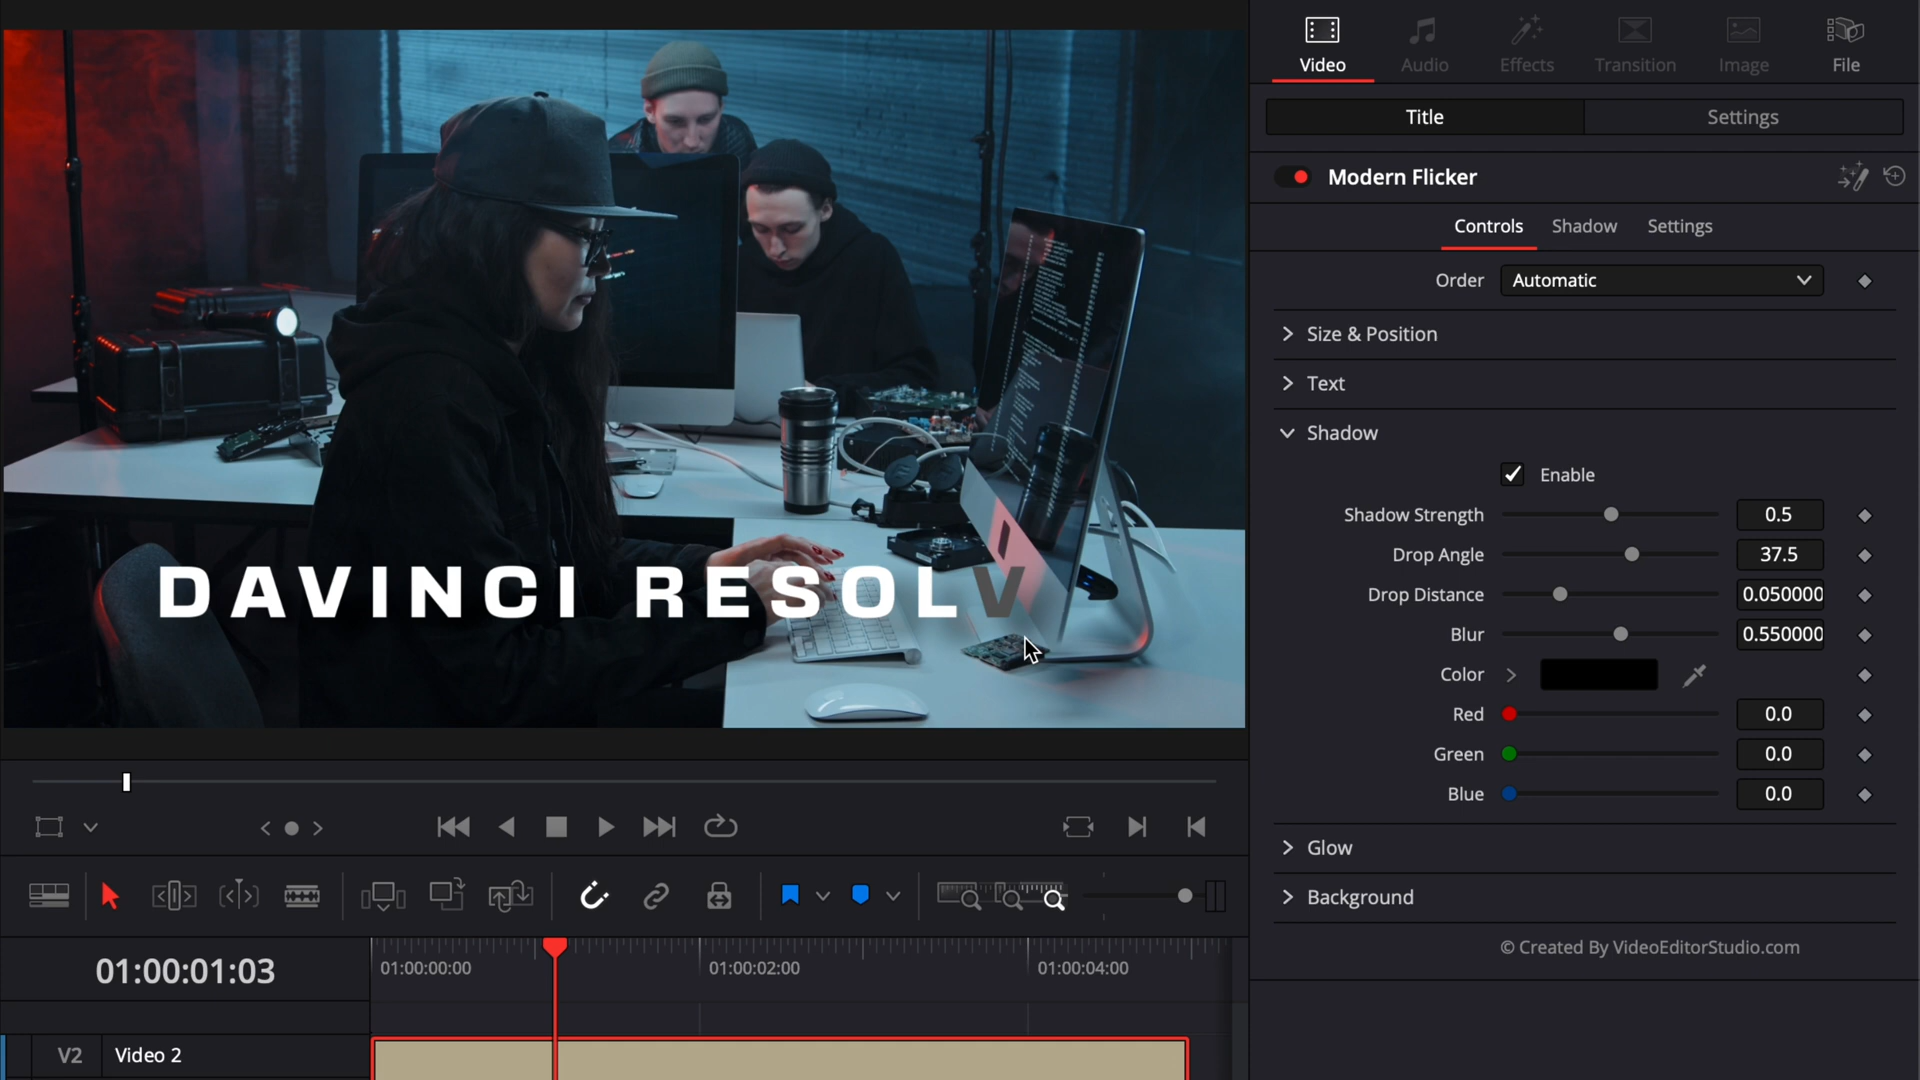 Video
Audio
Effects
Transition
Image
File
Title
Settings
Modern Flicker
Controls
Shadow
Settings
Order
Automatic
Size & Position
Text
Shadow
Enable
Shadow Strength
0.5
Drop Angle
37.5
Drop Distance
0.050000
Blur
0.550000
Color
Red
0.0
Green
0.0
Blue
0.0
Glow
Background
© Created By VideoEditorStudio.com
DAVINCI RESOLV
01:00:01:03
01:00:00:00
01:00:02:00
01:00:04:00
V2
Video 2